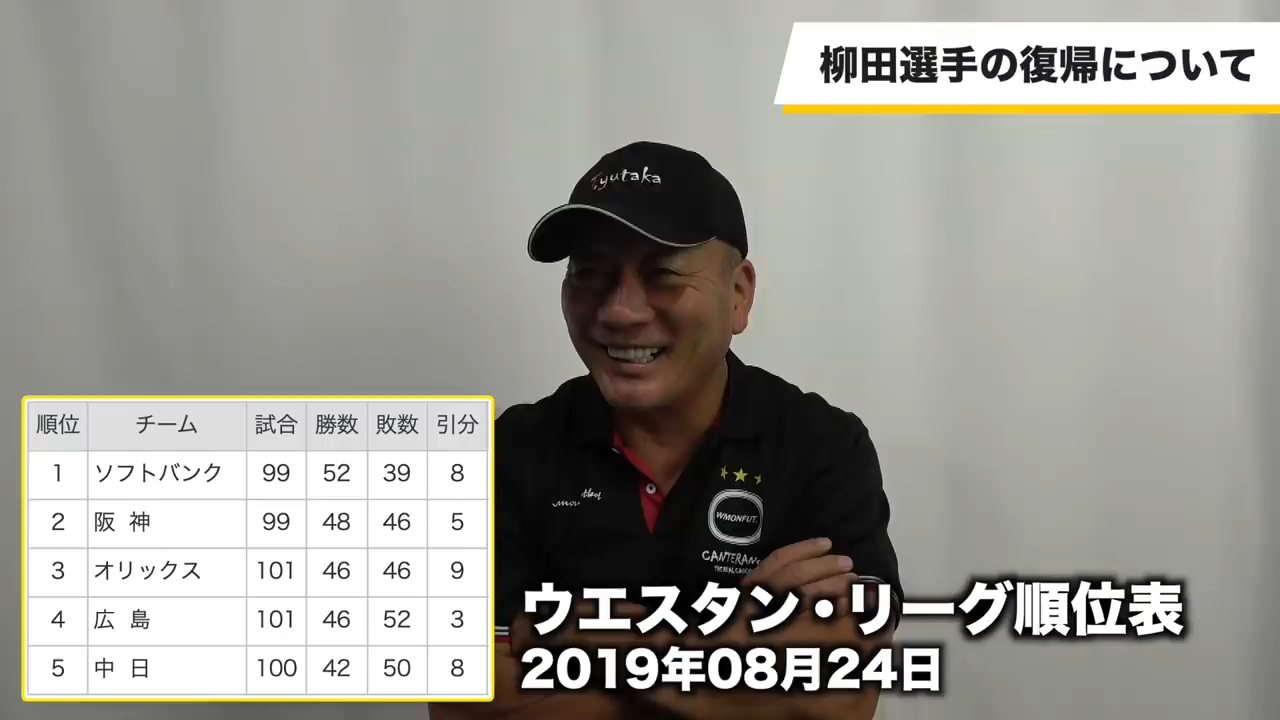 柳田選手の復帰について
Tyutaka
順位 チーム 試合 勝数 敗数 引分
1 ソフトバンク 99 52 39 8
2 阪神 99 48 46 5
3 オリックス 101 46 46 9
4 広島 101 46 52 3
5 中日 100 42 50 8
WMONFUT.
ウエスタン・リーグ順位表
2019年08月24日